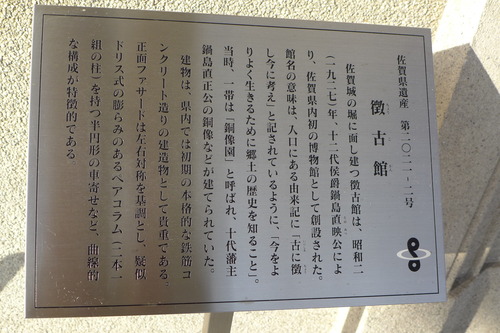 佐賀県遺産 第二〇二二-二号
徴古館
佐賀城の堀に面し建つ徴古館は、昭和二
(一九二七)年、十二代侯爵鍋島直映公によ
り、佐賀県内初の博物館として創設された。
館名の意味は、入口にある由来記に「古に徴
し今に考え」と記されているように、「今をよ
りよく生きるために郷土の歴史を知ること」。
当時、一帯は「銅像園」と呼ばれ、十代藩主
鍋島直正公の銅像などが建てられていた。
建物は、県内では初期の本格的な鉄筋コ
ンクリート造りの建造物として貴重である。
正面ファサードは左右対称を基調とし、疑似
ドリス式の膨らみのあるペアコラム(二本一
組の柱)を持つ半円形の車寄せなど、曲線的
な構成が特徴的である